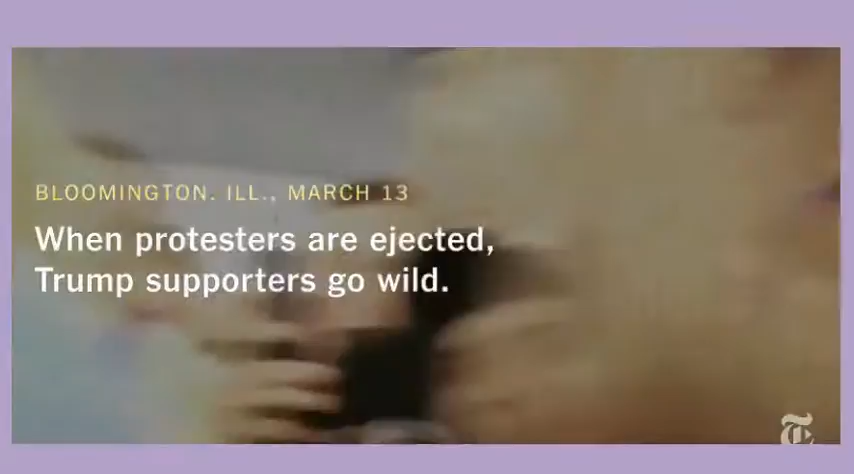 BLOOMINGTON. ILL., MARCH 13
When protesters are ejected,
Trump supporters go wild.
T